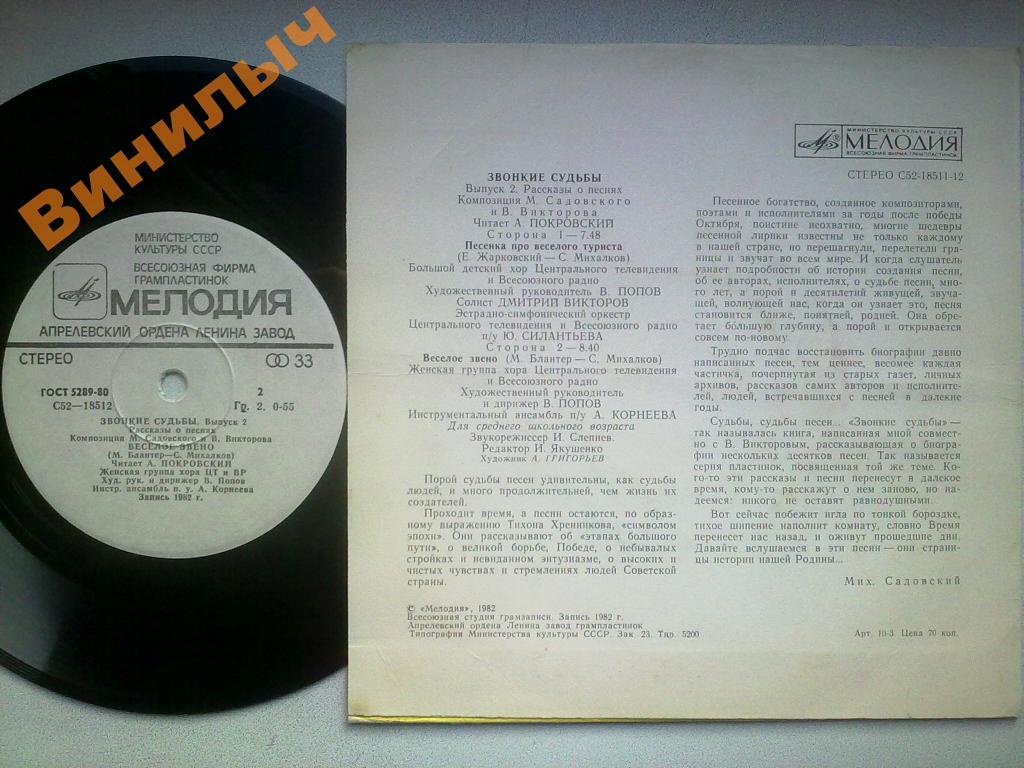 Винилыч
МИНИСТЕРСТВО
КУЛЬТУРЫ СССР
ВСЕСОЮЗНАЯ ФИРМА
ГРАМПЛАСТИНОК
МЕЛОДИЯ
АПРЕЛЕВСКИЙ ОРДЕНА ЛЕНИНА ЗАВОД
СТЕРЕО
33
ГОСТ 5289-80
2
С52—18512
Гр. 2. 0-55
ЗВОНКИЕ СУДЬБЫ. Выпуск 2
Рассказы о песнях
Композиция М. Садовского и В. Викторова
ВЕСЕЛОЕ ЗВЕНО
(М. Блантер—С. Михалков)
Читает А. ПОКРОВСКИЙ
Женская группа хора ЦТ и ВР
Худ. рук. и дирижер В. Попов
Инстр. ансамбль п. у. А. Корнеева
Запись 1982 г.
МИНИСТЕРСТВО КУЛЬТУРЫ СССР
МЕЛОДИЯ
ВСЕСОЮЗНАЯ ФИРМА ГРАМПЛАСТИНОК
СТЕРЕО С52-18511-12
ЗВОНКИЕ СУДЬБЫ
Выпуск 2. Рассказы о песнях
Композиция М. Садовского
и В. Викторова
Читает А. ПОКРОВСКИЙ
Сторона 1—7.48
Песенка про веселого туриста
(Е. Жарковский—С. Михалков)
Большой детский хор Центрального телевидения
и Всесоюзного радио
Художественный руководитель В. ПОПОВ
Солист ДМИТРИЙ ВИКТОРОВ
Эстрадно-симфонический оркестр
Центрального телевидения и Всесоюзного радио
п/у Ю. СИЛАНТЬЕВА
Сторона 2—8.40
Веселое звено (М. Блантер—С. Михалков)
Женская группа хора Центрального телевидения
и Всесоюзного радио
Художественный руководитель
и дирижер В. ПОПОВ
Инструментальный ансамбль п/у А. КОРНЕЕВА
Для среднего школьного возраста
Звукорежиссер И. Слепнев.
Редактор И. Якушенко
Художник А. ГРИГОРЬЕВ
Порой судьбы песен удивительны, как судьбы
людей, и много продолжительней, чем жизнь их
создателей.
Проходит время, а песни остаются, по образ-
ному выражению Тихона Хренникова, «символом
эпохи». Они рассказывают об «этапах большого
пути», о великой борьбе, Победе, о небывалых
стройках и невиданном энтузиазме, о высоких и
чистых чувствах и стремлениях людей Советской
страны.
Песенное богатство, созданное композиторами,
поэтами и исполнителями за годы после победы
Октября, поистине неохватно, многие шедевры
песенной лирики известны не только каждому
в нашей стране, но перешагнули, перелетели гра-
ницы и звучат во всем мире. И когда слушатель
узнает подробности об истории создания песни,
об ее авторах, исполнителях, о судьбе песни, мно-
го лет, а порой и десятилетий живущей, звуча-
щей, волнующей нас, когда он узнает это, песня
становится ближе, понятней, родней. Она обре-
тает бо́льшую глубину, а порой и открывается
совсем по-новому.
Трудно подчас восстановить биографии давно
написанных песен, тем ценнее, весомее каждая
частичка, почерпнутая из старых газет, личных
архивов, рассказов самих авторов и исполните-
лей, людей, встречавшихся с песней в далекие
годы.
Судьбы, судьбы песен... «Звонкие судьбы»—
так называлась книга, написанная мной совмест-
но с В. Викторовым, рассказывающая о биогра-
фии нескольких десятков песен. Так называется
серия пластинок, посвященная той же теме. Ко-
го-то эти рассказы и песни перенесут в далекое
время, кому-то расскажут о нем заново, но на-
деемся: никого не оставят равнодушными.
Вот сейчас побежит игла по тонкой бороздке,
тихое шипение наполнит комнату, словно Время
перенесет нас назад, и оживут прошедшие дни.
Давайте вслушаемся в эти песни—они страни-
цы истории нашей Родины...
Мих. Садовский
© «Мелодия», 1982
Всесоюзная студия грамзаписи. Запись 1982 г.
Апрелевский ордена Ленина завод грампластинок
Типография Министерства культуры СССР. Зак. 23. Тир. 5200
Арт. 10-3. Цена 70 коп.